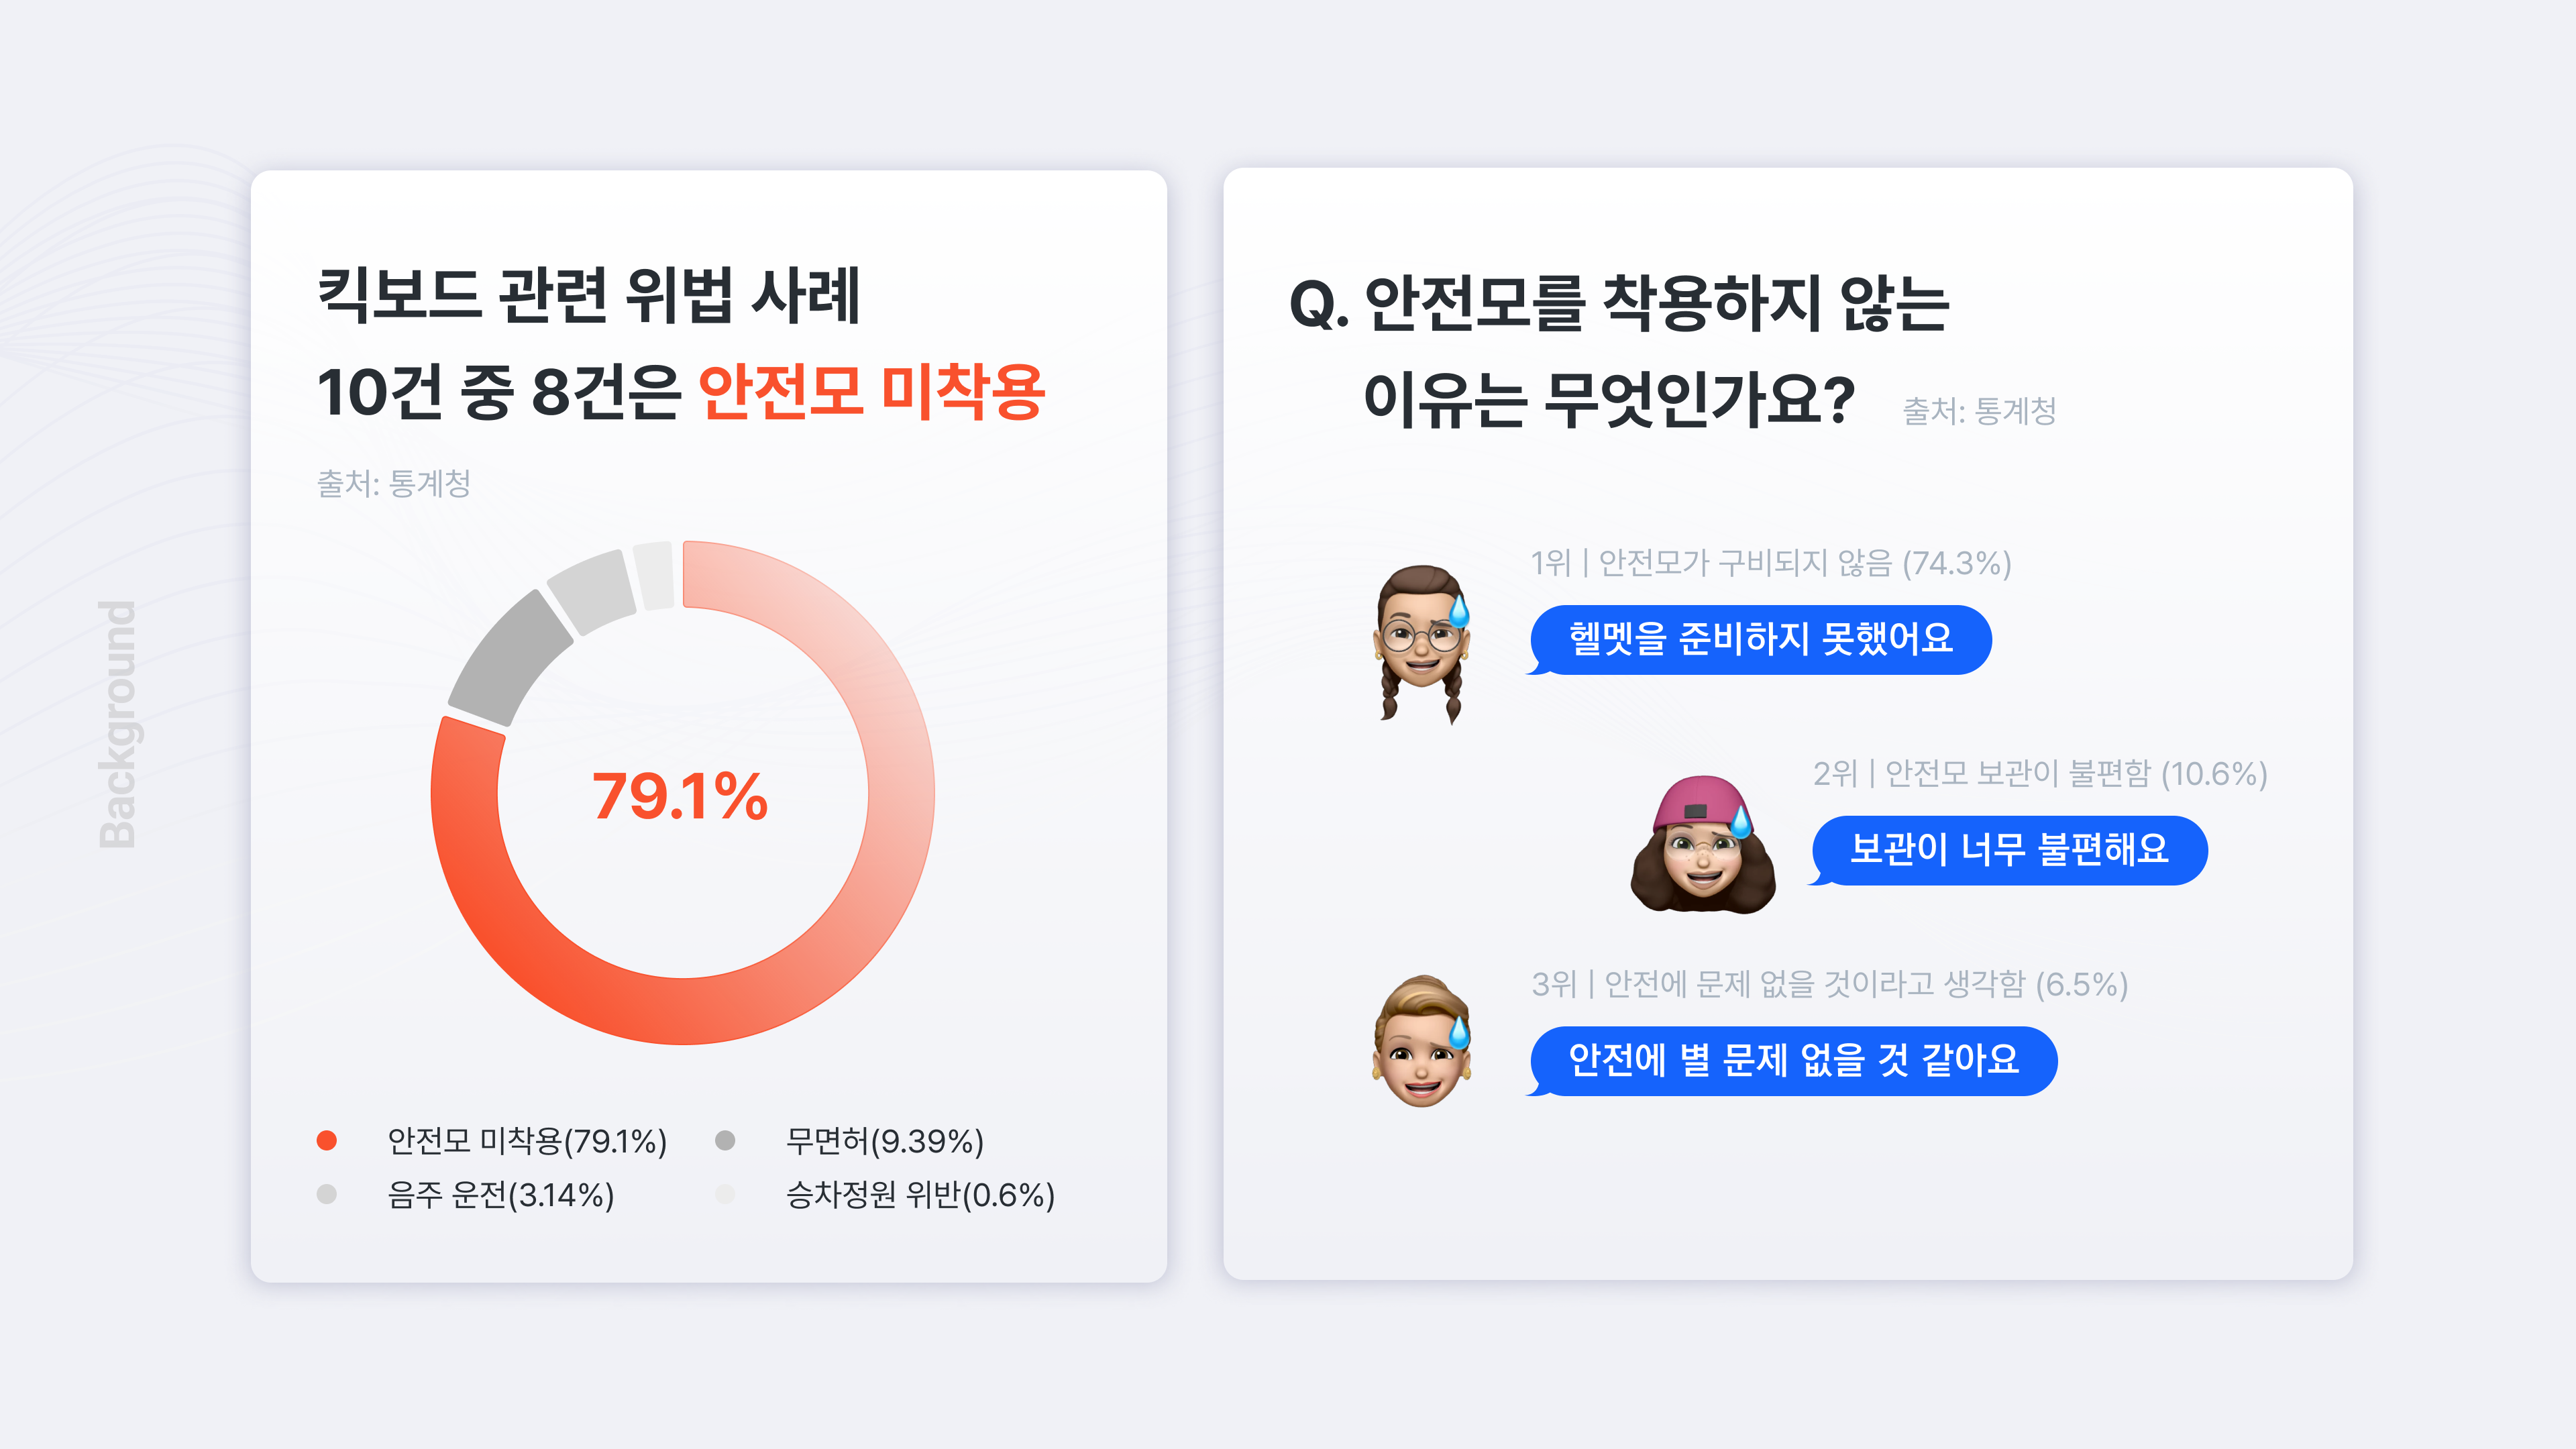 Background
킥보드 관련 위법 사례
10건 중 8건은 안전모 미착용
출처: 통계청
79.1%
안전모 미착용(79.1%)
무면허(9.39%)
음주 운전(3.14%)
승차정원 위반(0.6%)
Q. 안전모를 착용하지 않는
이유는 무엇인가요? 출처: 통계청
1위 | 안전모가 구비되지 않음 (74.3%)
헬멧을 준비하지 못했어요
2위 | 안전모 보관이 불편함 (10.6%)
보관이 너무 불편해요
3위 | 안전에 문제 없을 것이라고 생각함 (6.5%)
안전에 별 문제 없을 것 같아요